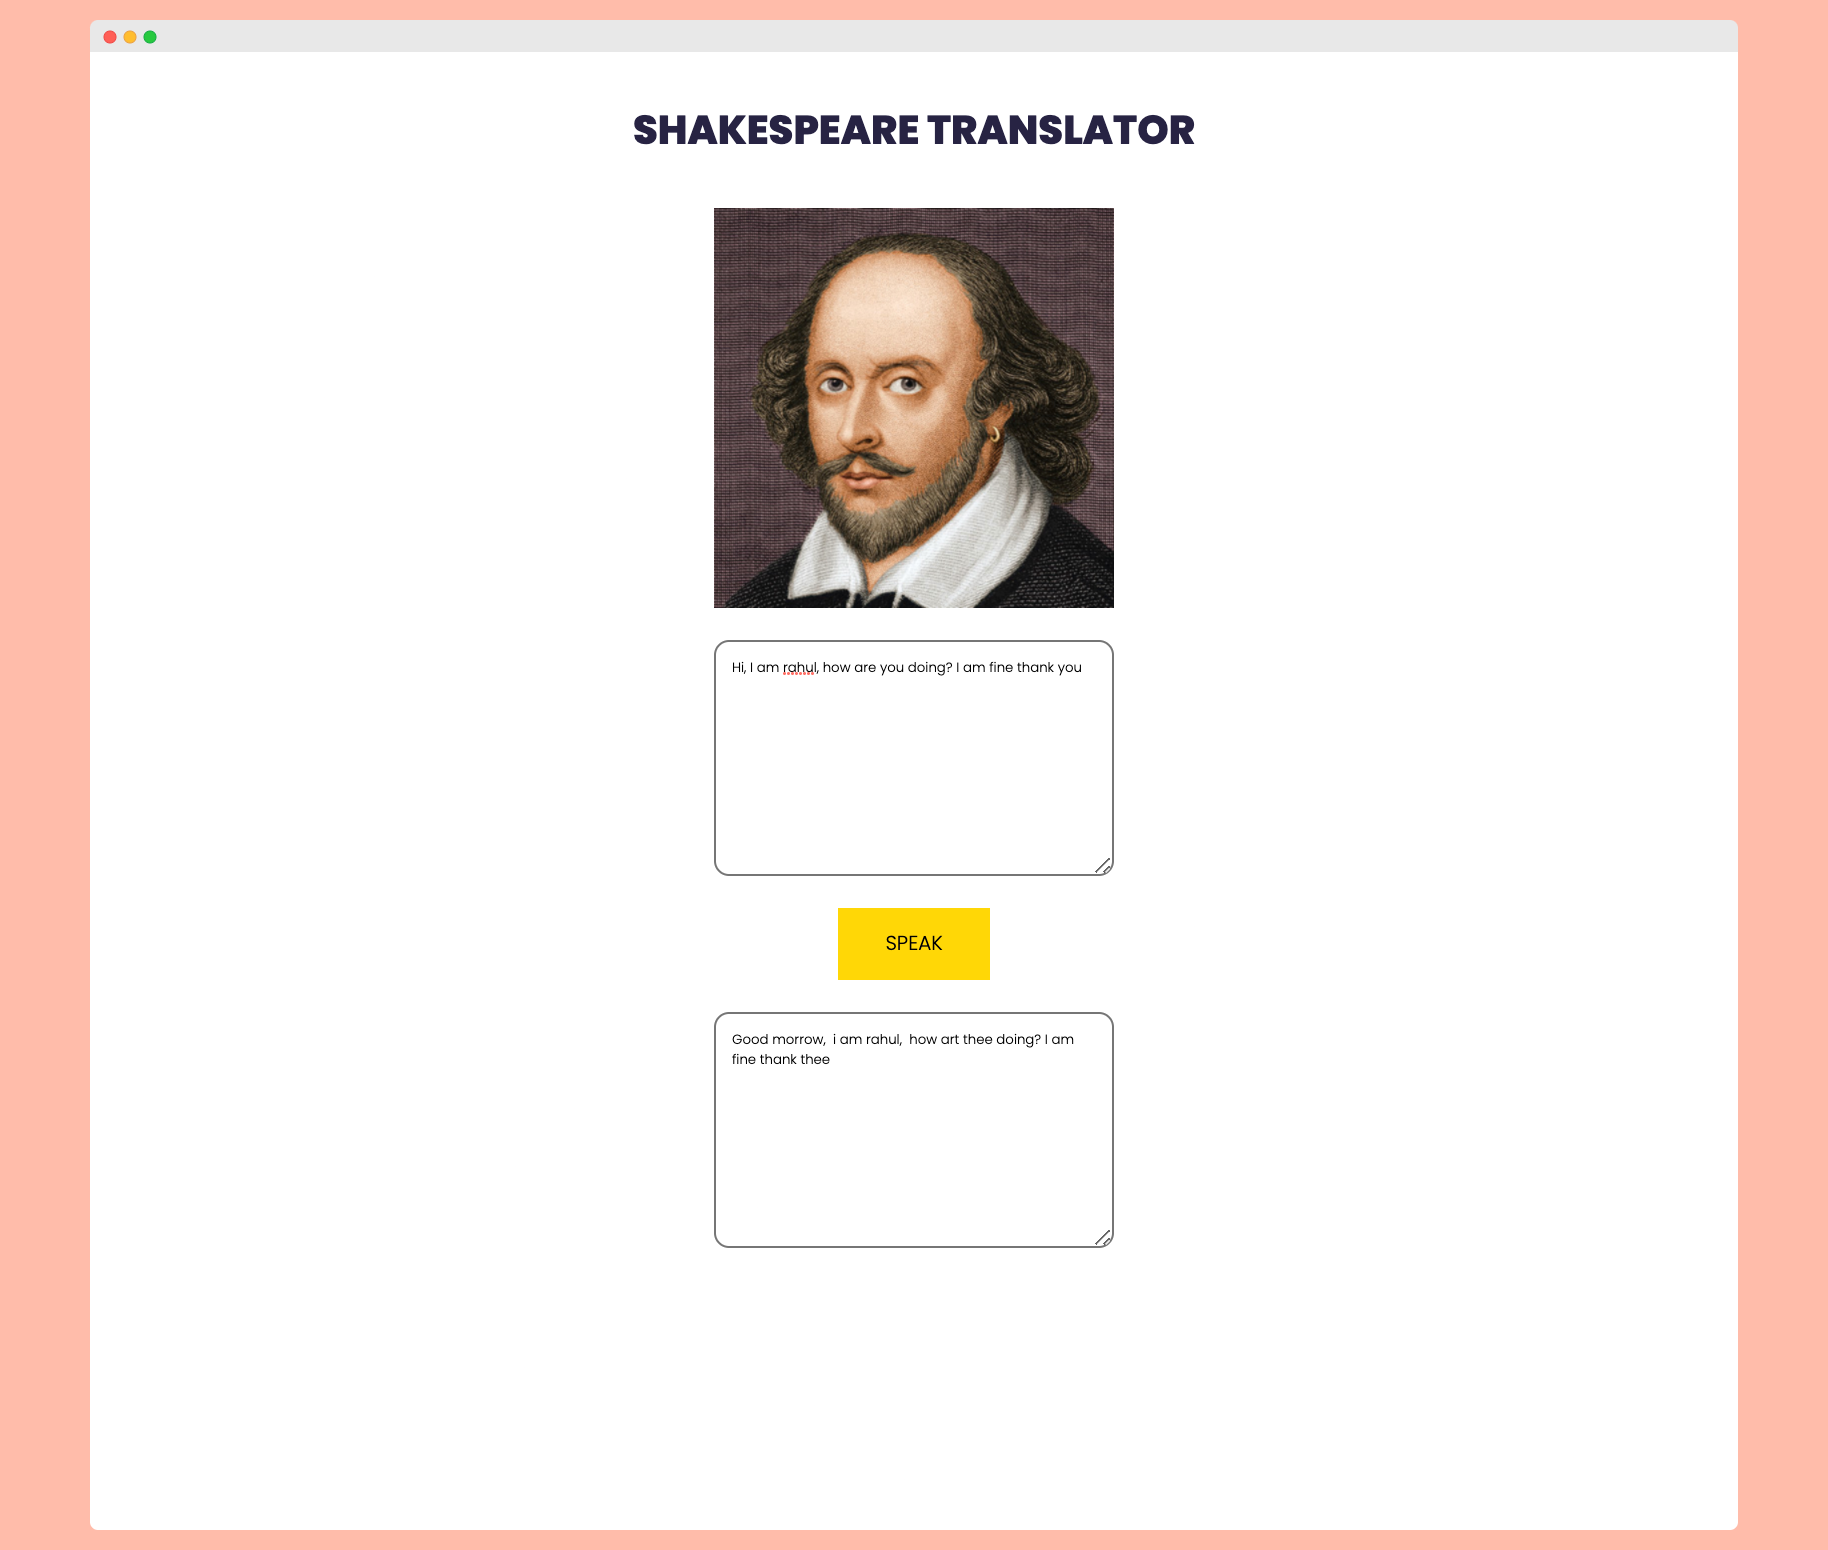 SHAKESPEARE TRANSLATOR
Hi, I am rahul, how are you doing? I am fine thank you
SPEAK
Good morrow,  i am rahul,  how art thee doing? I am
fine thank thee